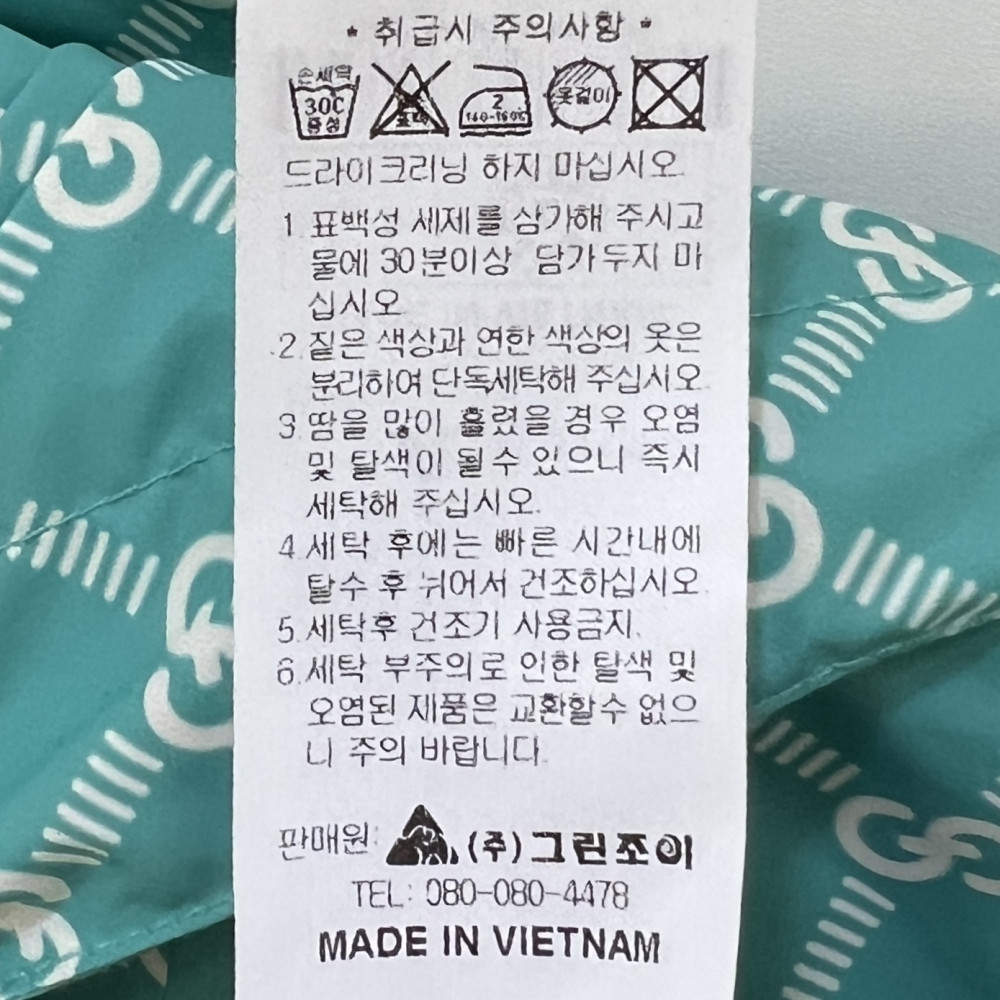 * 취급시 주의사항 *
손세탁 30C 중성 표백 2 160-180℃ 옷걸이
드라이크리닝 하지 마십시오.
1. 표백성 세제를 삼가해 주시고
물에 30분이상 담가두지 마
십시오
2. 짙은 색상과 연한 색상의 옷은
분리하여 단독세탁해 주십시오.
3. 땀을 많이 흘렸을 경우 오염
및 탈색이 될수 있으니 즉시
세탁해 주십시오.
4. 세탁 후에는 빠른 시간내에
탈수 후 뉘어서 건조하십시오.
5. 세탁후 건조기 사용금지.
6. 세탁 부주의로 인한 탈색 및
오염된 제품은 교환할수 없으
니 주의 바랍니다.
판매원: (주)그린조이
TEL: 080-080-4478
MADE IN VIETNAM